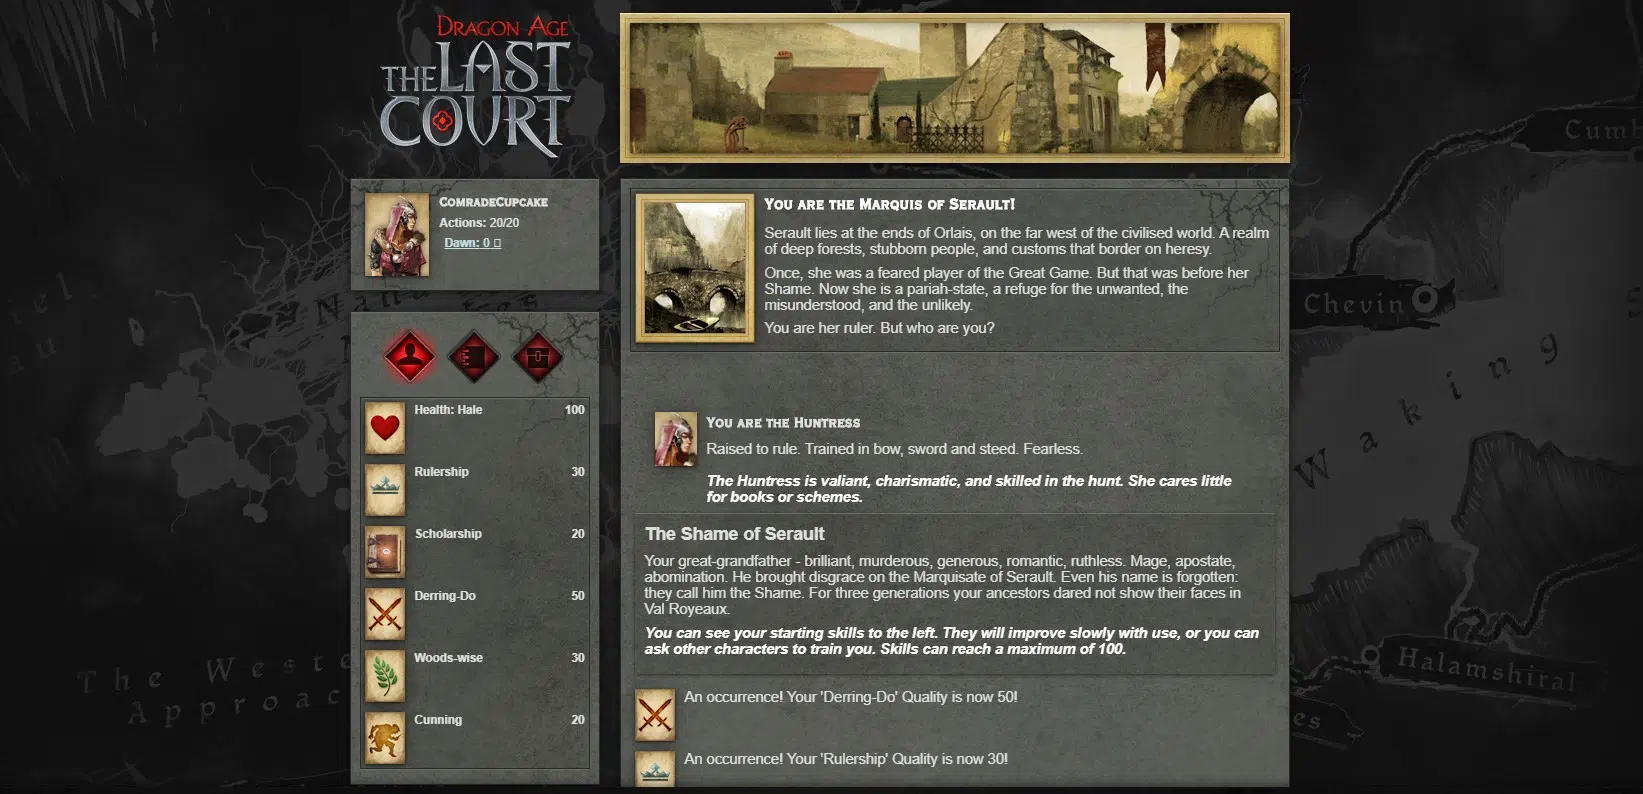 Dragon Age
THE LAST
COURT
ComradeCupcake
Actions: 20/20
Dawn: 0
Health: Hale 100
Rulership 30
Scholarship 20
Derring-Do 50
Woods-wise 30
Cunning 20
You are the Marquis of Serault!
Serault lies at the ends of Orlais, on the far west of the civilised world. A realm
of deep forests, stubborn people, and customs that border on heresy.
Once, she was a feared player of the Great Game. But that was before her
Shame. Now she is a pariah-state, a refuge for the unwanted, the
misunderstood, and the unlikely.
You are her ruler. But who are you?
You are the Huntress
Raised to rule. Trained in bow, sword and steed. Fearless.
The Huntress is valiant, charismatic, and skilled in the hunt. She cares little
for books or schemes.
The Shame of Serault
Your great-grandfather - brilliant, murderous, generous, romantic, ruthless. Mage, apostate,
abomination. He brought disgrace on the Marquisate of Serault. Even his name is forgotten:
they call him the Shame. For three generations your ancestors dared not show their faces in
Val Royeaux.
You can see your starting skills to the left. They will improve slowly with use, or you can
ask other characters to train you. Skills can reach a maximum of 100.
An occurrence! Your 'Derring-Do' Quality is now 50!
An occurrence! Your 'Rulership' Quality is now 30!
Chevin
Waking
Halamshiral
The Weste
Approac